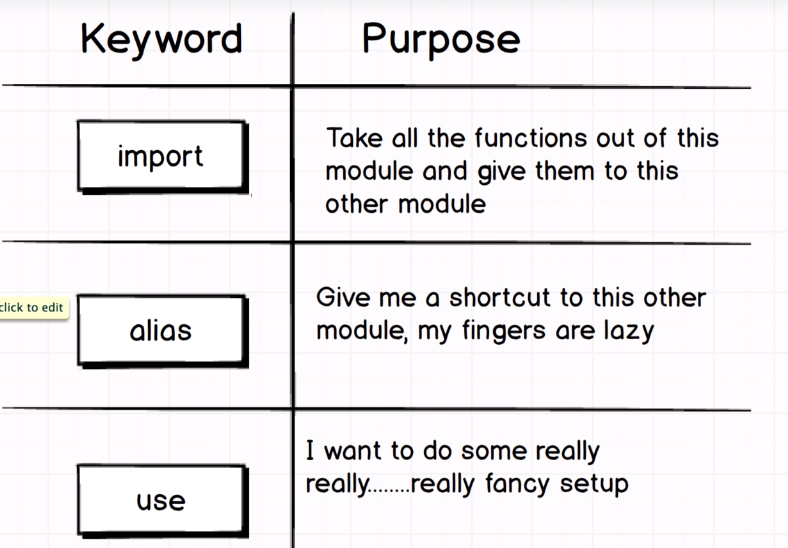 Keyword
Purpose
import
Take all the functions out of this
module and give them to this
other module
click to edit
alias
Give me a shortcut to this other
module, my fingers are lazy
use
I want to do some really
really........really fancy setup